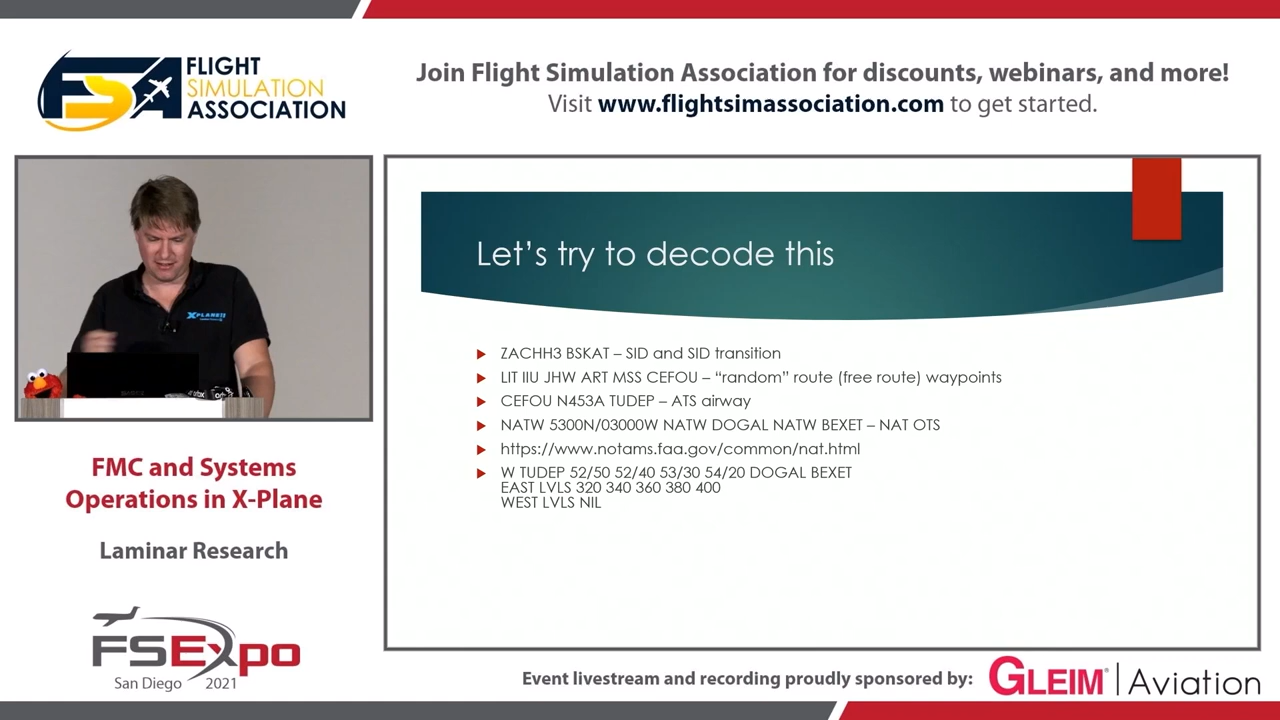 FLIGHT
SIMULATION
ASSOCIATION
FSA
Join Flight Simulation Association for discounts, webinars, and more!
Visit www.flightsimassociation.com to get started.
X-PLANE 11
Let's try to decode this
ZACHH3 BSKAT – SID and SID transition
LIT IIU JHW ART MSS CEFOU – “random” route (free route) waypoints
CEFOU N453A TUDEP – ATS airway
NATW 5300N/03000W NATW DOGAL NATW BEXET – NAT OTS
https://www.notams.faa.gov/common/nat.html
W TUDEP 52/50 52/40 53/30 54/20 DOGAL BEXET
EAST LVLS 320 340 360 380 400
WEST LVLS NIL
FMC and Systems
Operations in X-Plane
Laminar Research
FSExpo
San Diego 2021
Event livestream and recording proudly sponsored by:
GLEIM® | Aviation